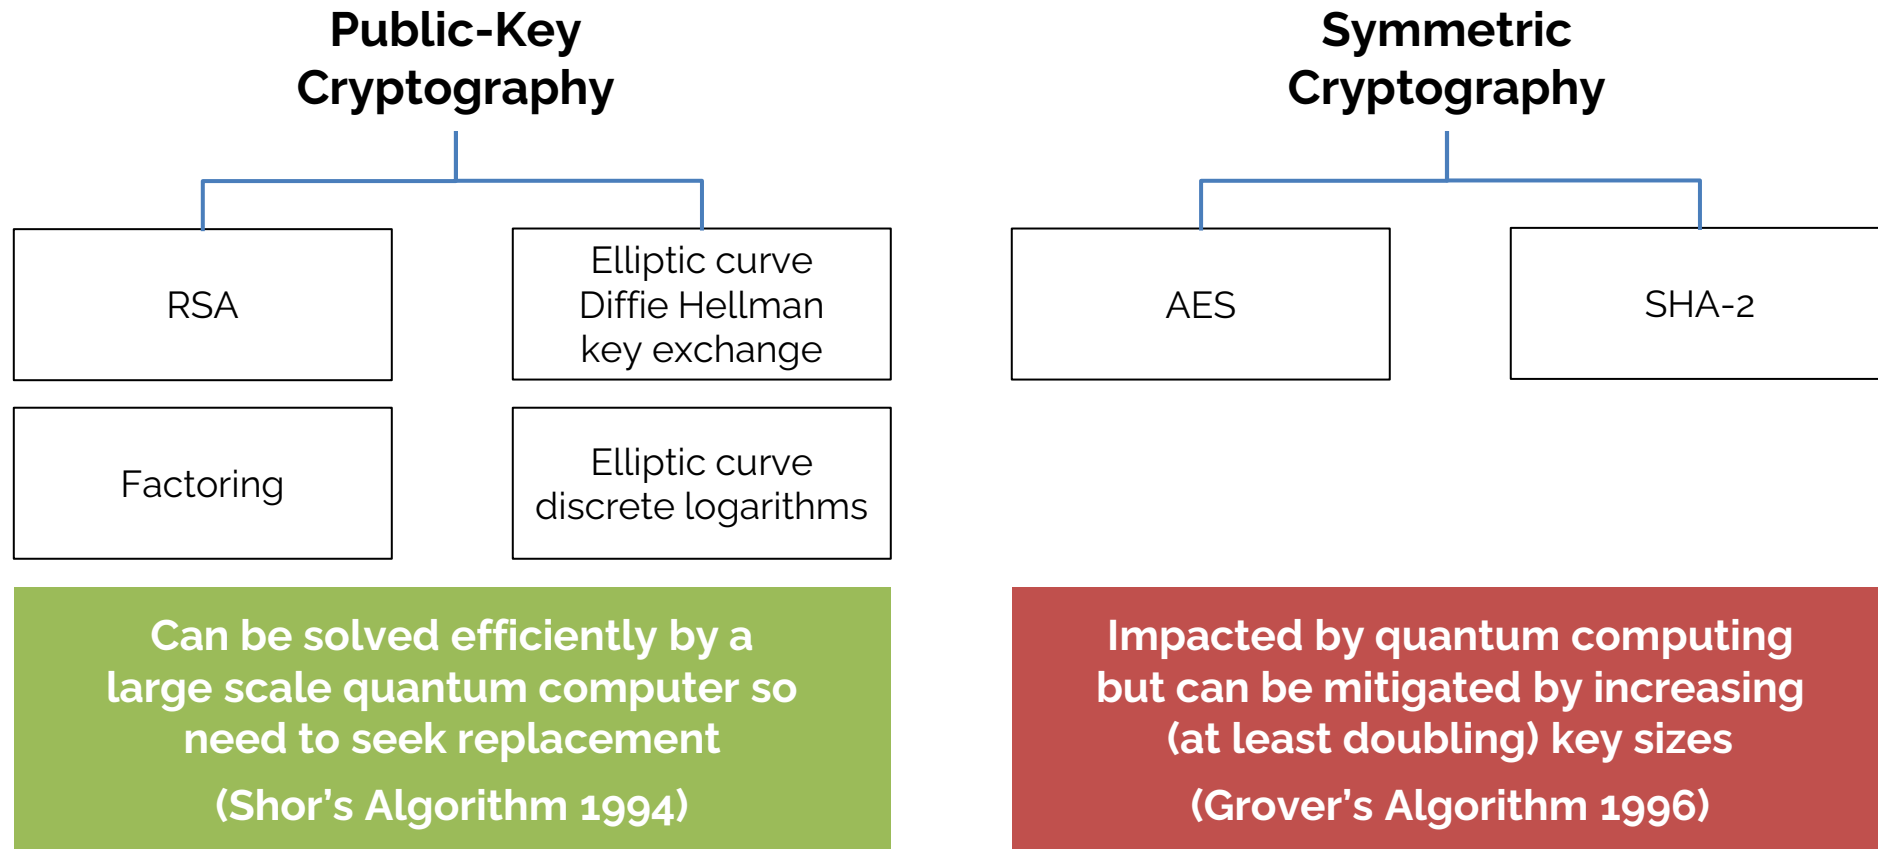 Public-Key
Cryptography
RSA
Elliptic curve
Diffie Hellman
key exchange
Factoring
Elliptic curve
discrete logarithms
Can be solved efficiently by a
large scale quantum computer so
need to seek replacement
(Shor's Algorithm 1994)
Symmetric
Cryptography
AES
SHA-2
Impacted by quantum computing
but can be mitigated by increasing
(at least doubling) key sizes
(Grover's Algorithm 1996)